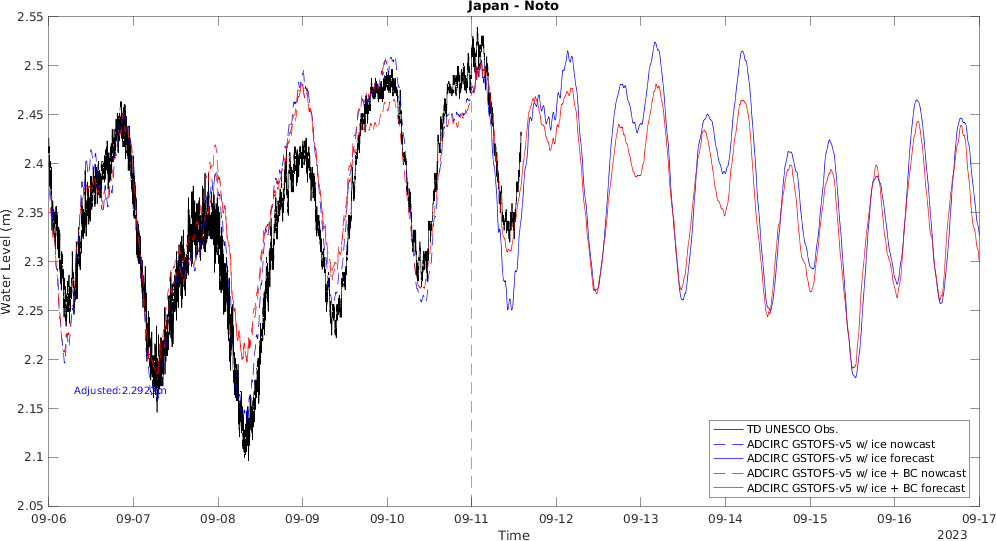 Japan - Noto
Water Level (m)
2.55
2.5
2.45
2.4
2.35
2.3
2.25
2.2
2.15
2.1
2.05
Adjusted:2.292
TD UNESCO Obs.
ADCIRC GSTOFS-v5 w/ ice nowcast
ADCIRC GSTOFS-v5 w/ ice forecast
ADCIRC GSTOFS-v5 w/ ice + BC nowcast
ADCIRC GSTOFS-v5 w/ ice + BC forecast
09-06 09-07 09-08 09-09 09-10 09-11 09-12 09-13 09-14 09-15 09-16 09-17
Time
2023